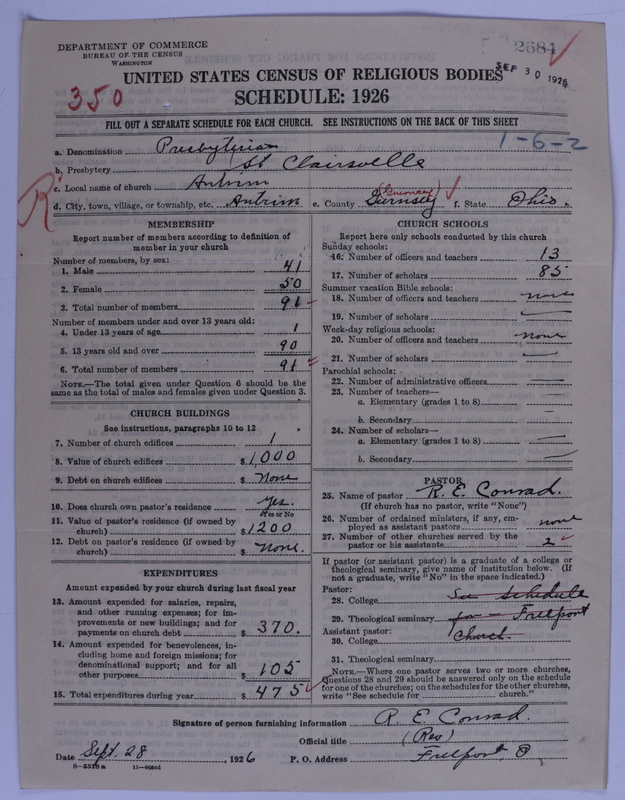 DEPARTMENT OF COMMERCE
BUREAU OF THE CENSUS
WASHINGTON
2684
SEP 30 1926
UNITED STATES CENSUS OF RELIGIOUS BODIES
350
SCHEDULE: 1926
FILL OUT A SEPARATE SCHEDULE FOR EACH CHURCH. SEE INSTRUCTIONS ON THE BACK OF THIS SHEET
1-6-2
a. Denomination Presbyterian
b. Presbytery St Clairsville
R
c. Local name of church Antrim
(Guernsey)
d. City, town, village, or township, etc. Antrim e. County Gurnsey f. State Ohio.
MEMBERSHIP
Report number of members according to definition of
member in your church
Number of members, by sex:
1. Male 41
2. Female 50
3. Total number of members 91
Number of members under and over 13 years old:
4. Under 13 years of age 1
5. 13 years old and over 90
6. Total number of members 91
NOTE.—The total given under Question 6 should be the
same as the total of males and females given under Question 3.
CHURCH BUILDINGS
See instructions, paragraphs 10 to 12
7. Number of church edifices 1
8. Value of church edifices $1,000
9. Debt on church edifices $ None
10. Does church own pastor's residence yes.
Yes or No
11. Value of pastor's residence (if owned by
church) $1200
12. Debt on pastor's residence (if owned by
church) $ None.
EXPENDITURES
Amount expended by your church during last fiscal year
13. Amount expended for salaries, repairs,
and other running expenses; for im-
provements or new buildings; and for
payments on church debt $ 370.
14. Amount expended for benevolences, in-
cluding home and foreign missions; for
denominational support; and for all
other purposes $ 105
15. Total expenditures during year $ 475
CHURCH SCHOOLS
Report here only schools conducted by this church
Sunday schools:
16. Number of officers and teachers 13
17. Number of scholars 85
Summer vacation Bible schools:
18. Number of officers and teachers none
19. Number of scholars —
Week-day religious schools:
20. Number of officers and teachers none
21. Number of scholars —
Parochial schools:
22. Number of administrative officers —
23. Number of teachers—
a. Elementary (grades 1 to 8) —
b. Secondary —
24. Number of scholars—
a. Elementary (grades 1 to 8) —
b. Secondary —
PASTOR
25. Name of pastor R. E. Conrad.
(If church has no pastor, write "None")
26. Number of ordained ministers, if any, em-
ployed as assistant pastors none
27. Number of other churches served by the
pastor or his assistants 2
If pastor (or assistant pastor) is a graduate of a college or
theological seminary, give name of institution below. (If
not a graduate, write "No" in the space indicated.)
Pastor:
28. College See Schedule
29. Theological seminary for Freeport
Assistant pastor:
30. College Church.
31. Theological seminary
NOTE.—Where one pastor serves two or more churches,
Questions 28 and 29 should be answered only on the schedule
for one of the churches; on the schedules for the other churches,
write "See schedule for church."
Signature of person furnishing information R. E. Conrad.
Official title (Rev)
Date Sept. 28, 1926 P. O. Address Freeport, O
8—5518a 11—9056d